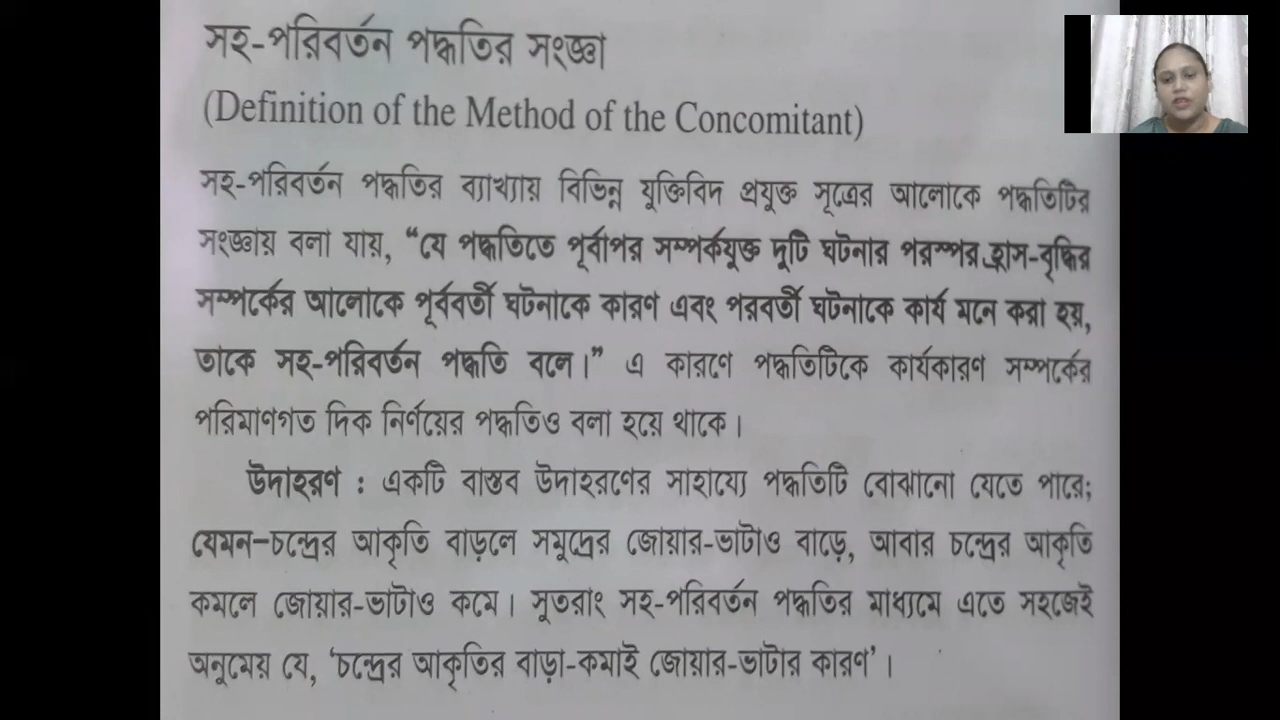 সহ-পরিবর্তন পদ্ধতির সংজ্ঞা
(Definition of the Method of the Concomitant)
সহ-পরিবর্তন পদ্ধতির ব্যাখ্যায় বিভিন্ন যুক্তিবিদ প্রযুক্ত সূত্রের আলোকে পদ্ধতিটির
সংজ্ঞায় বলা যায়, “যে পদ্ধতিতে পূর্বাপর সম্পর্কযুক্ত দুটি ঘটনার পরস্পর হ্রাস-বৃদ্ধির
সম্পর্কের আলোকে পূর্ববর্তী ঘটনাকে কারণ এবং পরবর্তী ঘটনাকে কার্য মনে করা হয়,
তাকে সহ-পরিবর্তন পদ্ধতি বলে।” এ কারণে পদ্ধতিটিকে কার্যকারণ সম্পর্কের
পরিমাণগত দিক নির্ণয়ের পদ্ধতিও বলা হয়ে থাকে।
উদাহরণ : একটি বাস্তব উদাহরণের সাহায্যে পদ্ধতিটি বোঝানো যেতে পারে;
যেমন–চন্দ্রের আকৃতি বাড়লে সমুদ্রের জোয়ার-ভাটাও বাড়ে, আবার চন্দ্রের আকৃতি
কমলে জোয়ার-ভাটাও কমে। সুতরাং সহ-পরিবর্তন পদ্ধতির মাধ্যমে এতে সহজেই
অনুমেয় যে, ‘চন্দ্রের আকৃতির বাড়া-কমাই জোয়ার-ভাটার কারণ’।